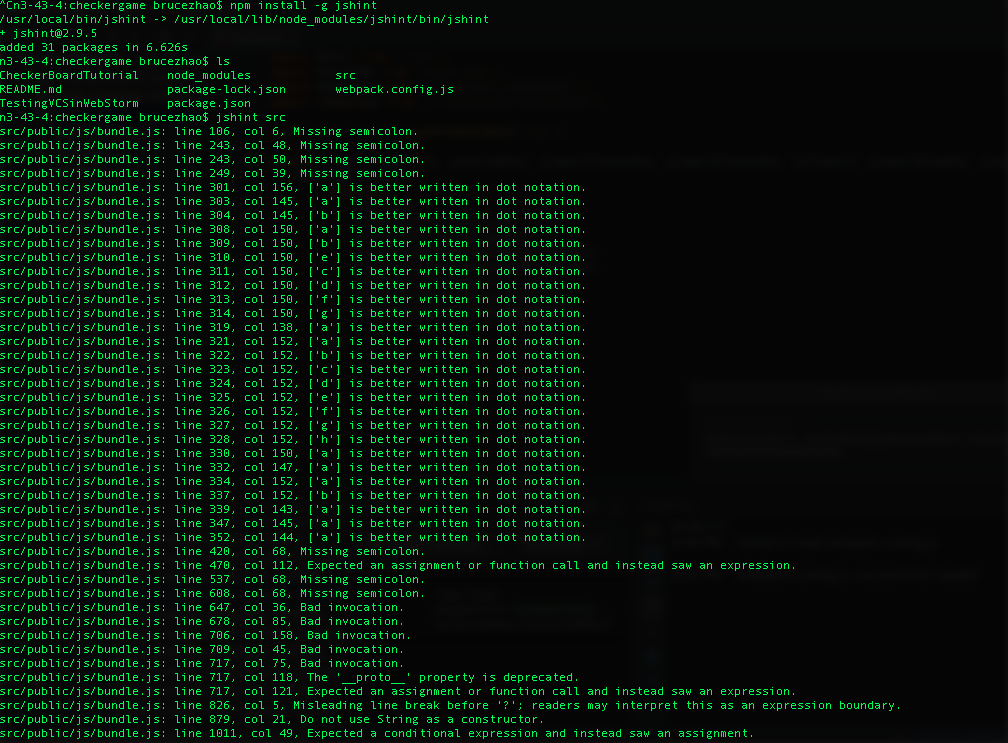 ^Cn3-43-4:checkergame brucezhao$ npm install -g jshint
/usr/local/bin/jshint -> /usr/local/lib/node_modules/jshint/bin/jshint
+ jshint@2.9.5
added 31 packages in 6.626s
n3-43-4:checkergame brucezhao$ ls
CheckerBoardTutorial    node_modules            src
README.md               package-lock.json       webpack.config.js
TestingVCSinWebStorm    package.json
n3-43-4:checkergame brucezhao$ jshint src
src/public/js/bundle.js: line 106, col 6, Missing semicolon.
src/public/js/bundle.js: line 243, col 48, Missing semicolon.
src/public/js/bundle.js: line 243, col 50, Missing semicolon.
src/public/js/bundle.js: line 249, col 39, Missing semicolon.
src/public/js/bundle.js: line 301, col 156, ['a'] is better written in dot notation.
src/public/js/bundle.js: line 303, col 145, ['a'] is better written in dot notation.
src/public/js/bundle.js: line 304, col 145, ['b'] is better written in dot notation.
src/public/js/bundle.js: line 308, col 150, ['a'] is better written in dot notation.
src/public/js/bundle.js: line 309, col 150, ['b'] is better written in dot notation.
src/public/js/bundle.js: line 310, col 150, ['e'] is better written in dot notation.
src/public/js/bundle.js: line 311, col 150, ['c'] is better written in dot notation.
src/public/js/bundle.js: line 312, col 150, ['d'] is better written in dot notation.
src/public/js/bundle.js: line 313, col 150, ['f'] is better written in dot notation.
src/public/js/bundle.js: line 314, col 150, ['g'] is better written in dot notation.
src/public/js/bundle.js: line 319, col 138, ['a'] is better written in dot notation.
src/public/js/bundle.js: line 321, col 152, ['a'] is better written in dot notation.
src/public/js/bundle.js: line 322, col 152, ['b'] is better written in dot notation.
src/public/js/bundle.js: line 323, col 152, ['c'] is better written in dot notation.
src/public/js/bundle.js: line 324, col 152, ['d'] is better written in dot notation.
src/public/js/bundle.js: line 325, col 152, ['e'] is better written in dot notation.
src/public/js/bundle.js: line 326, col 152, ['f'] is better written in dot notation.
src/public/js/bundle.js: line 327, col 152, ['g'] is better written in dot notation.
src/public/js/bundle.js: line 328, col 152, ['h'] is better written in dot notation.
src/public/js/bundle.js: line 330, col 150, ['a'] is better written in dot notation.
src/public/js/bundle.js: line 332, col 147, ['a'] is better written in dot notation.
src/public/js/bundle.js: line 334, col 152, ['a'] is better written in dot notation.
src/public/js/bundle.js: line 337, col 152, ['b'] is better written in dot notation.
src/public/js/bundle.js: line 339, col 143, ['a'] is better written in dot notation.
src/public/js/bundle.js: line 347, col 145, ['a'] is better written in dot notation.
src/public/js/bundle.js: line 352, col 144, ['a'] is better written in dot notation.
src/public/js/bundle.js: line 420, col 68, Missing semicolon.
src/public/js/bundle.js: line 470, col 112, Expected an assignment or function call and instead saw an expression.
src/public/js/bundle.js: line 537, col 68, Missing semicolon.
src/public/js/bundle.js: line 608, col 68, Missing semicolon.
src/public/js/bundle.js: line 647, col 36, Bad invocation.
src/public/js/bundle.js: line 678, col 85, Bad invocation.
src/public/js/bundle.js: line 706, col 158, Bad invocation.
src/public/js/bundle.js: line 709, col 45, Bad invocation.
src/public/js/bundle.js: line 717, col 75, Bad invocation.
src/public/js/bundle.js: line 717, col 118, The '__proto__' property is deprecated.
src/public/js/bundle.js: line 717, col 121, Expected an assignment or function call and instead saw an expression.
src/public/js/bundle.js: line 826, col 5, Misleading line break before '?'; readers may interpret this as an expression boundary.
src/public/js/bundle.js: line 879, col 21, Do not use String as a constructor.
src/public/js/bundle.js: line 1011, col 49, Expected a conditional expression and instead saw an assignment.